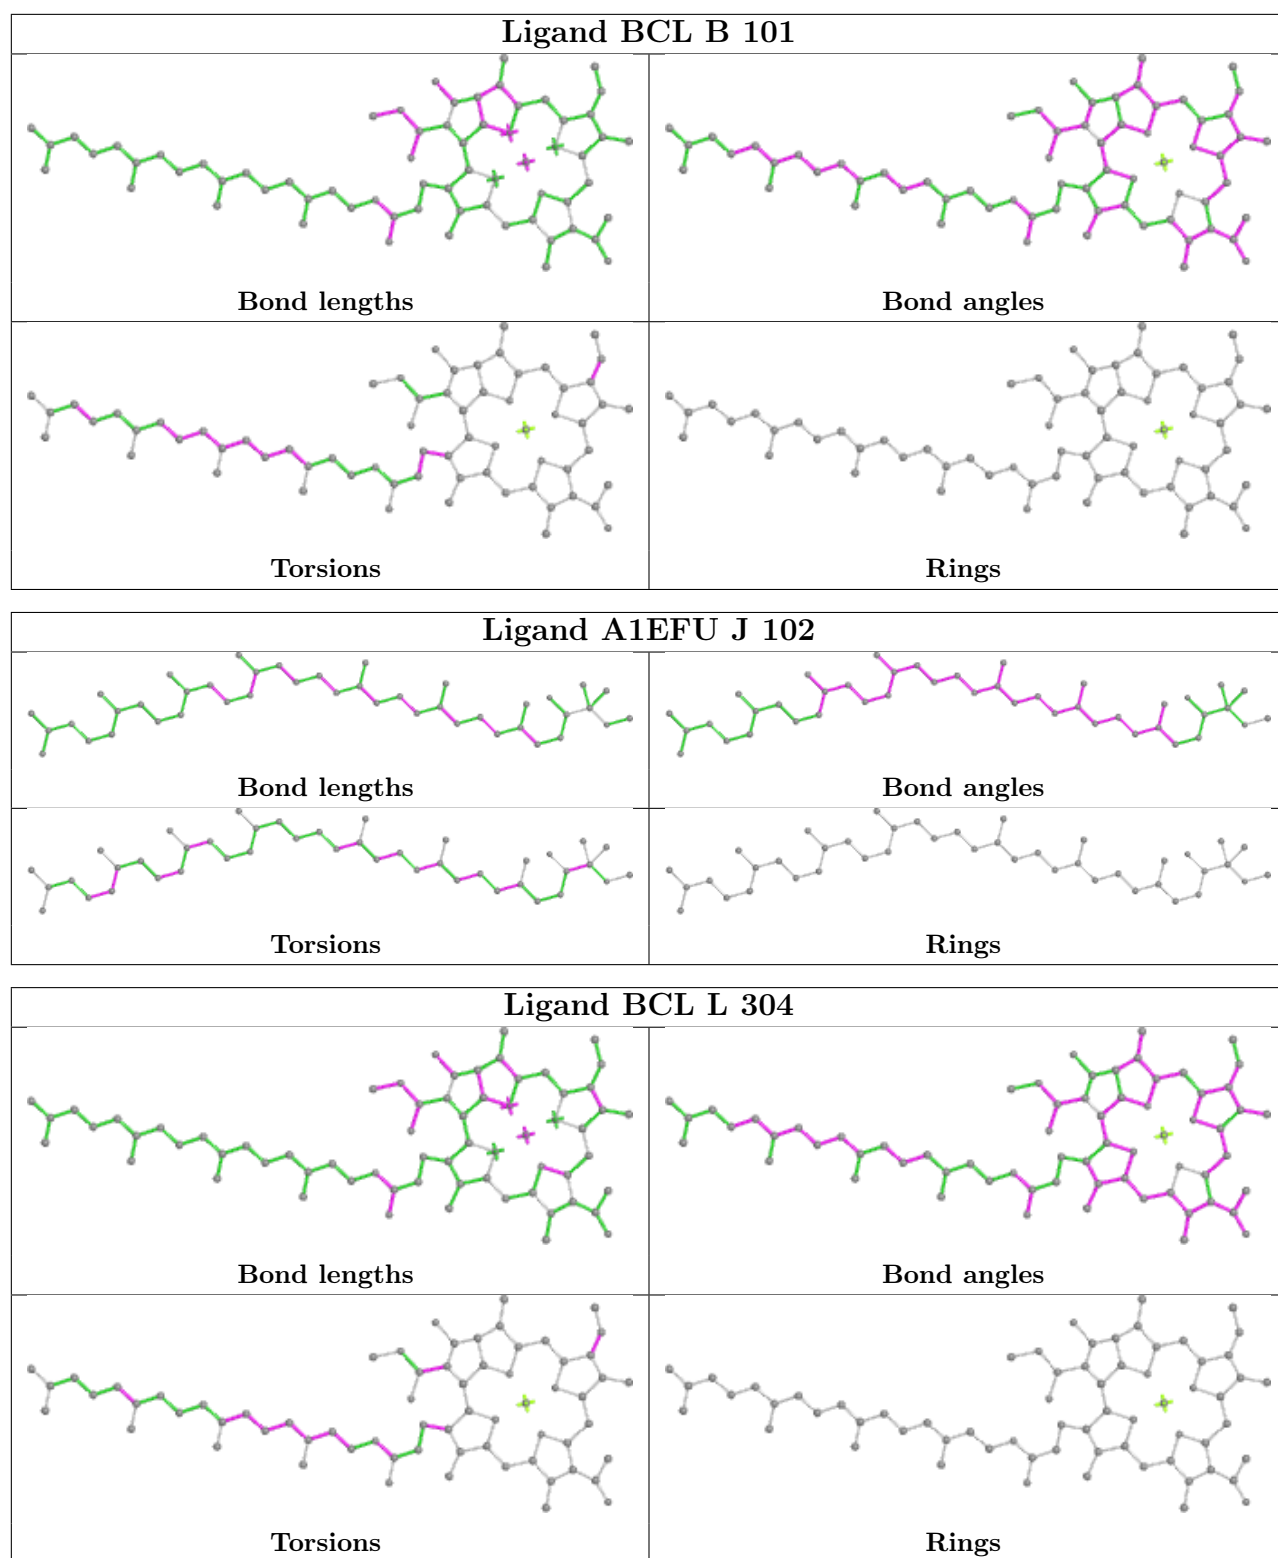 Ligand BCL B 101
Bond lengths
Bond angles
Torsions
Rings
Ligand A1EFU J 102
Bond lengths
Bond angles
Torsions
Rings
Ligand BCL L 304
Bond lengths
Bond angles
Torsions
Rings